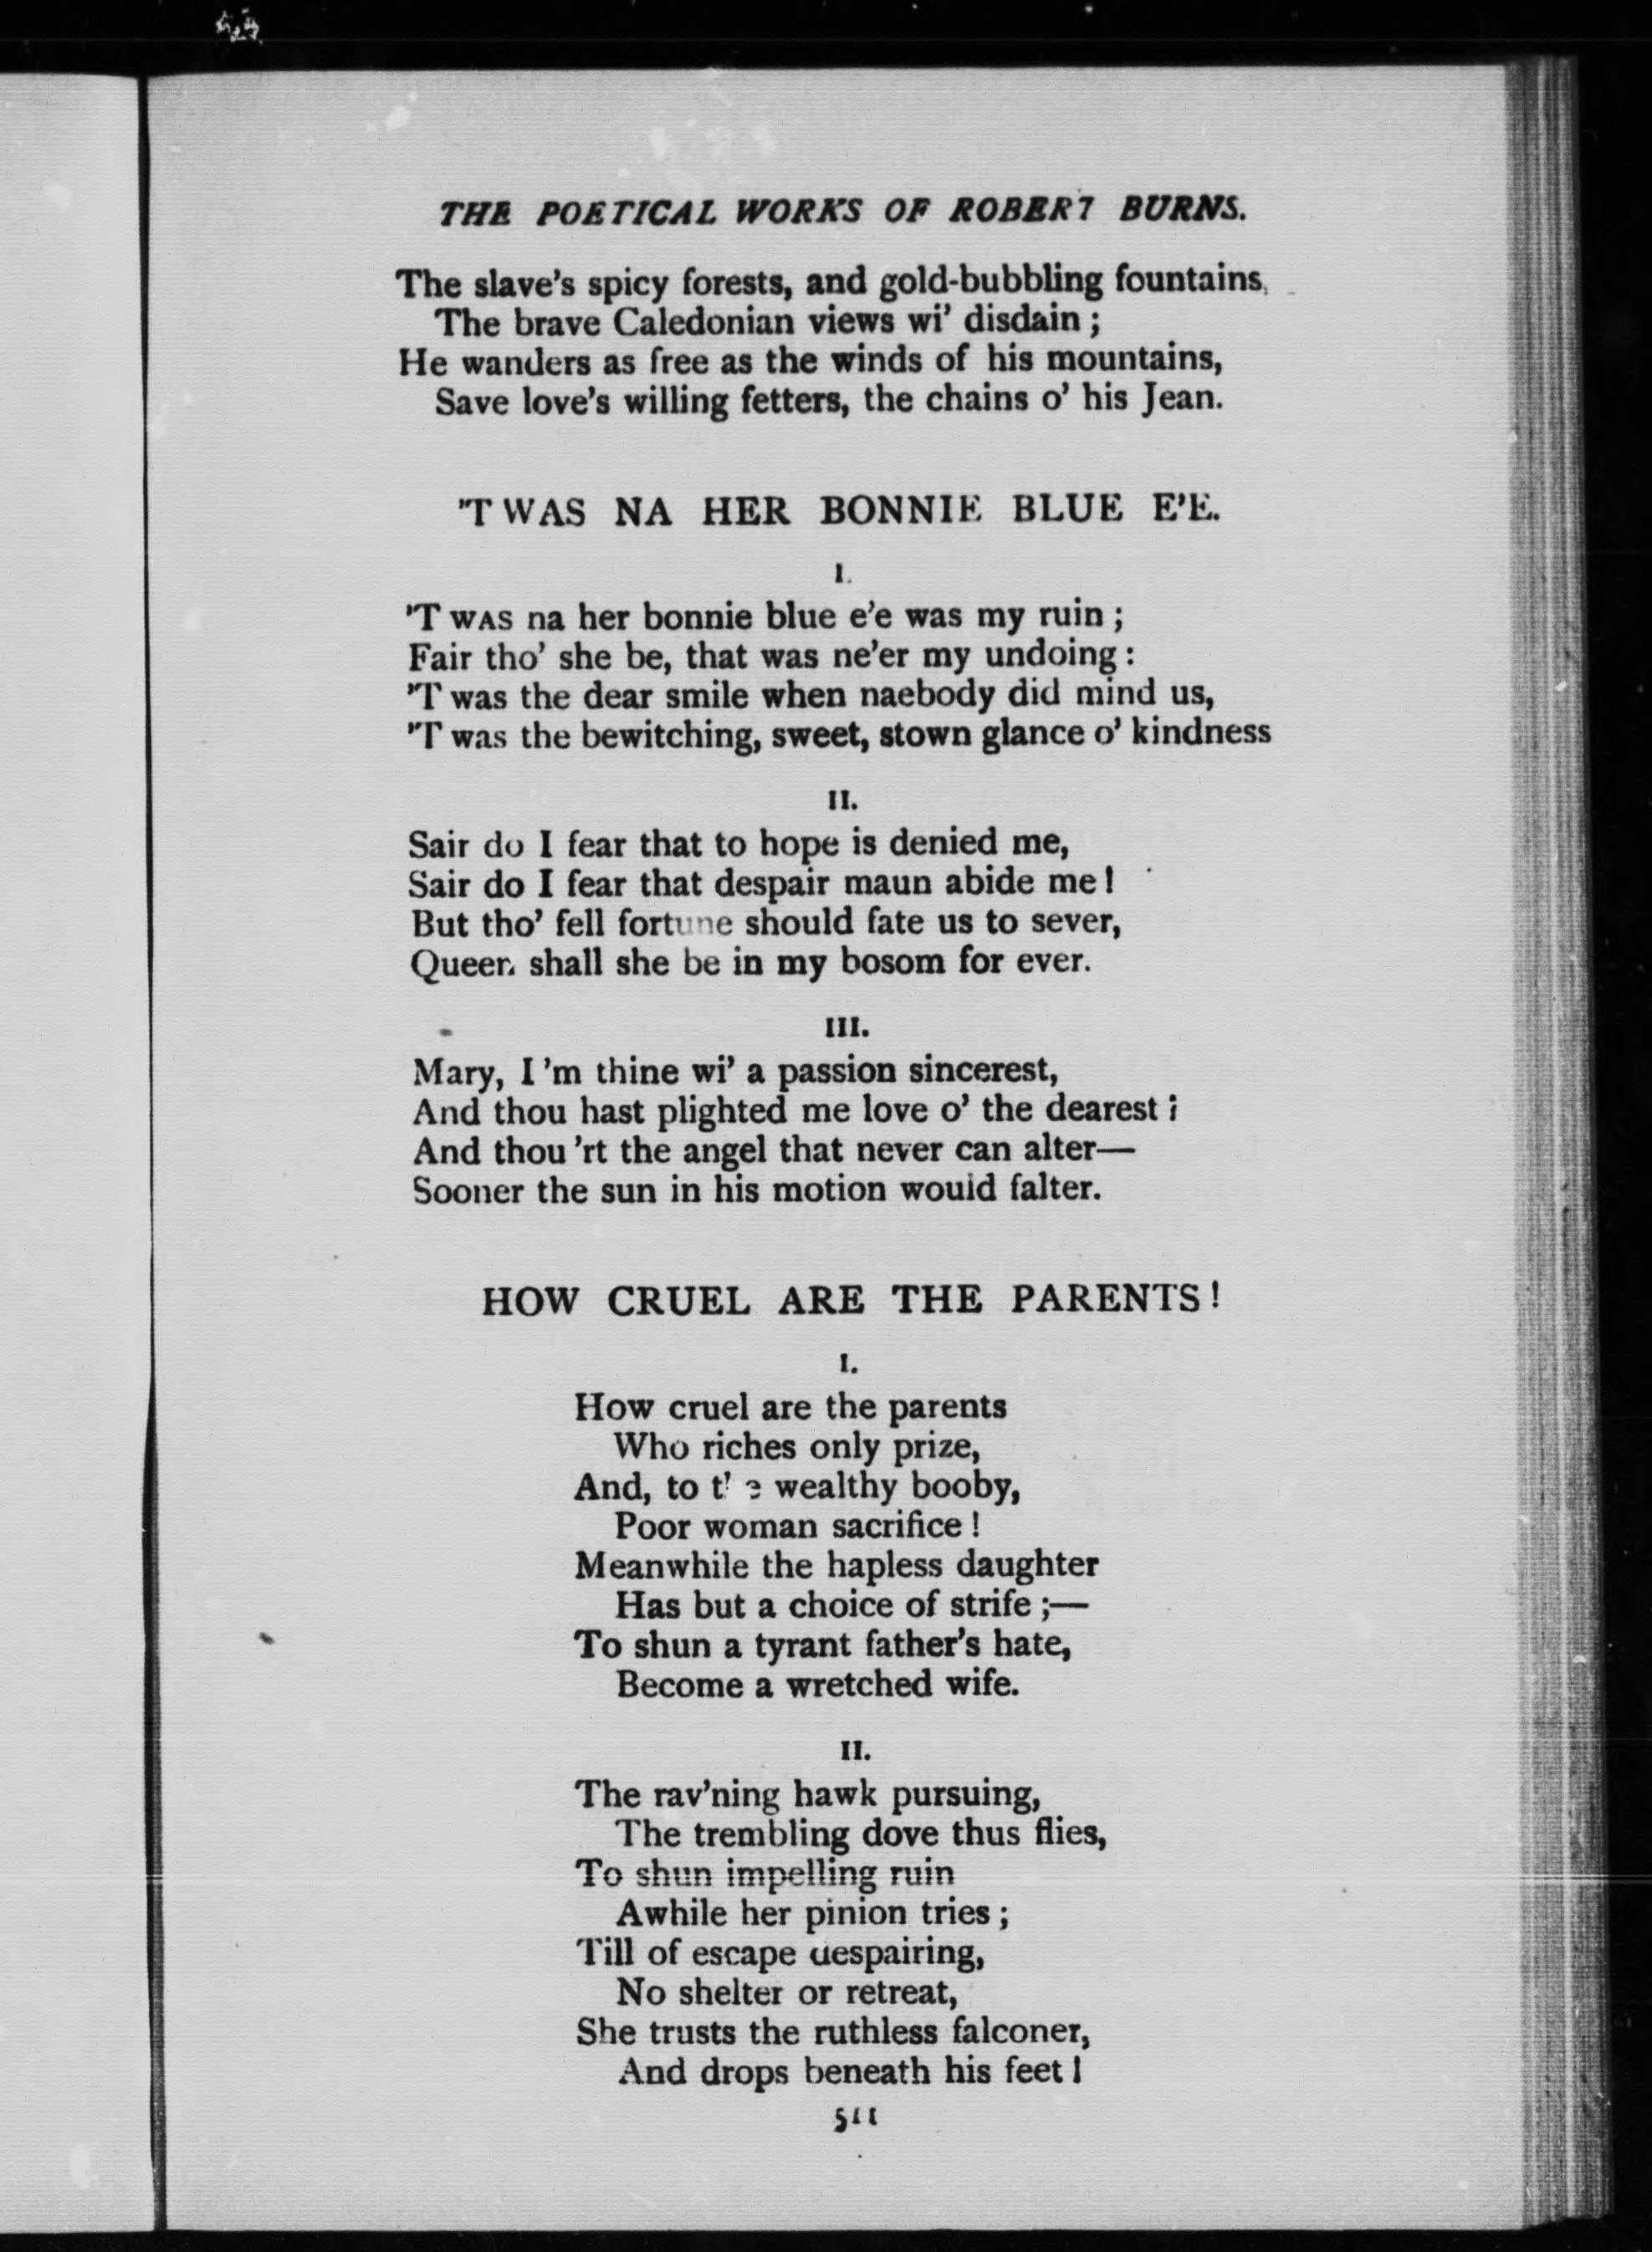 THE POETICAL WORKS OF ROBERT BURNS.
The slave's spicy forests, and gold-bubbling fountains,
The brave Caledonian views wi' disdain ;
He wanders as free as the winds of his mountains,
Save love's willing fetters, the chains o' his Jean.
'T WAS NA HER BONNIE BLUE E'E.
I.
'T WAS na her bonnie blue e'e was my ruin ;
Fair tho' she be, that was ne'er my undoing :
'T was the dear smile when naebody did mind us,
'T was the bewitching, sweet, stown glance o' kindness
II.
Sair do I fear that to hope is denied me,
Sair do I fear that despair maun abide me!
But tho' fell fortune should fate us to sever,
Queen shall she be in my bosom for ever.
III.
Mary, I 'm thine wi' a passion sincerest,
And thou hast plighted me love o' the dearest ;
And thou 'rt the angel that never can alter—
Sooner the sun in his motion would falter.
HOW CRUEL ARE THE PARENTS!
I.
How cruel are the parents
Who riches only prize,
And, to the wealthy booby,
Poor woman sacrifice !
Meanwhile the hapless daughter
Has but a choice of strife ;—
To shun a tyrant father's hate,
Become a wretched wife.
II.
The rav'ning hawk pursuing,
The trembling dove thus flies,
To shun impelling ruin
Awhile her pinion tries ;
Till of escape despairing,
No shelter or retreat,
She trusts the ruthless falconer,
And drops beneath his feet!
511